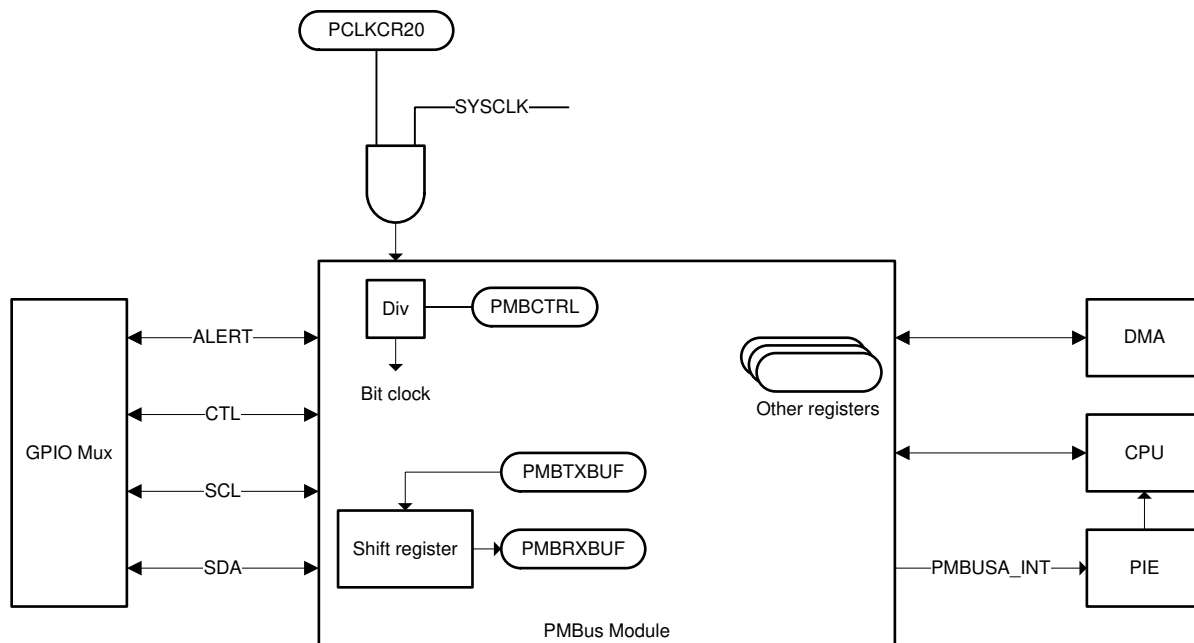 PCLKCR20
SYSCLK
Div
PMBCTRL
Bit clock
Other registers
ALERT
CTL
SCL
SDA
GPIO Mux
PMBTXBUF
Shift register
PMBRXBUF
PMBus Module
DMA
CPU
PMBUSA_INT
PIE